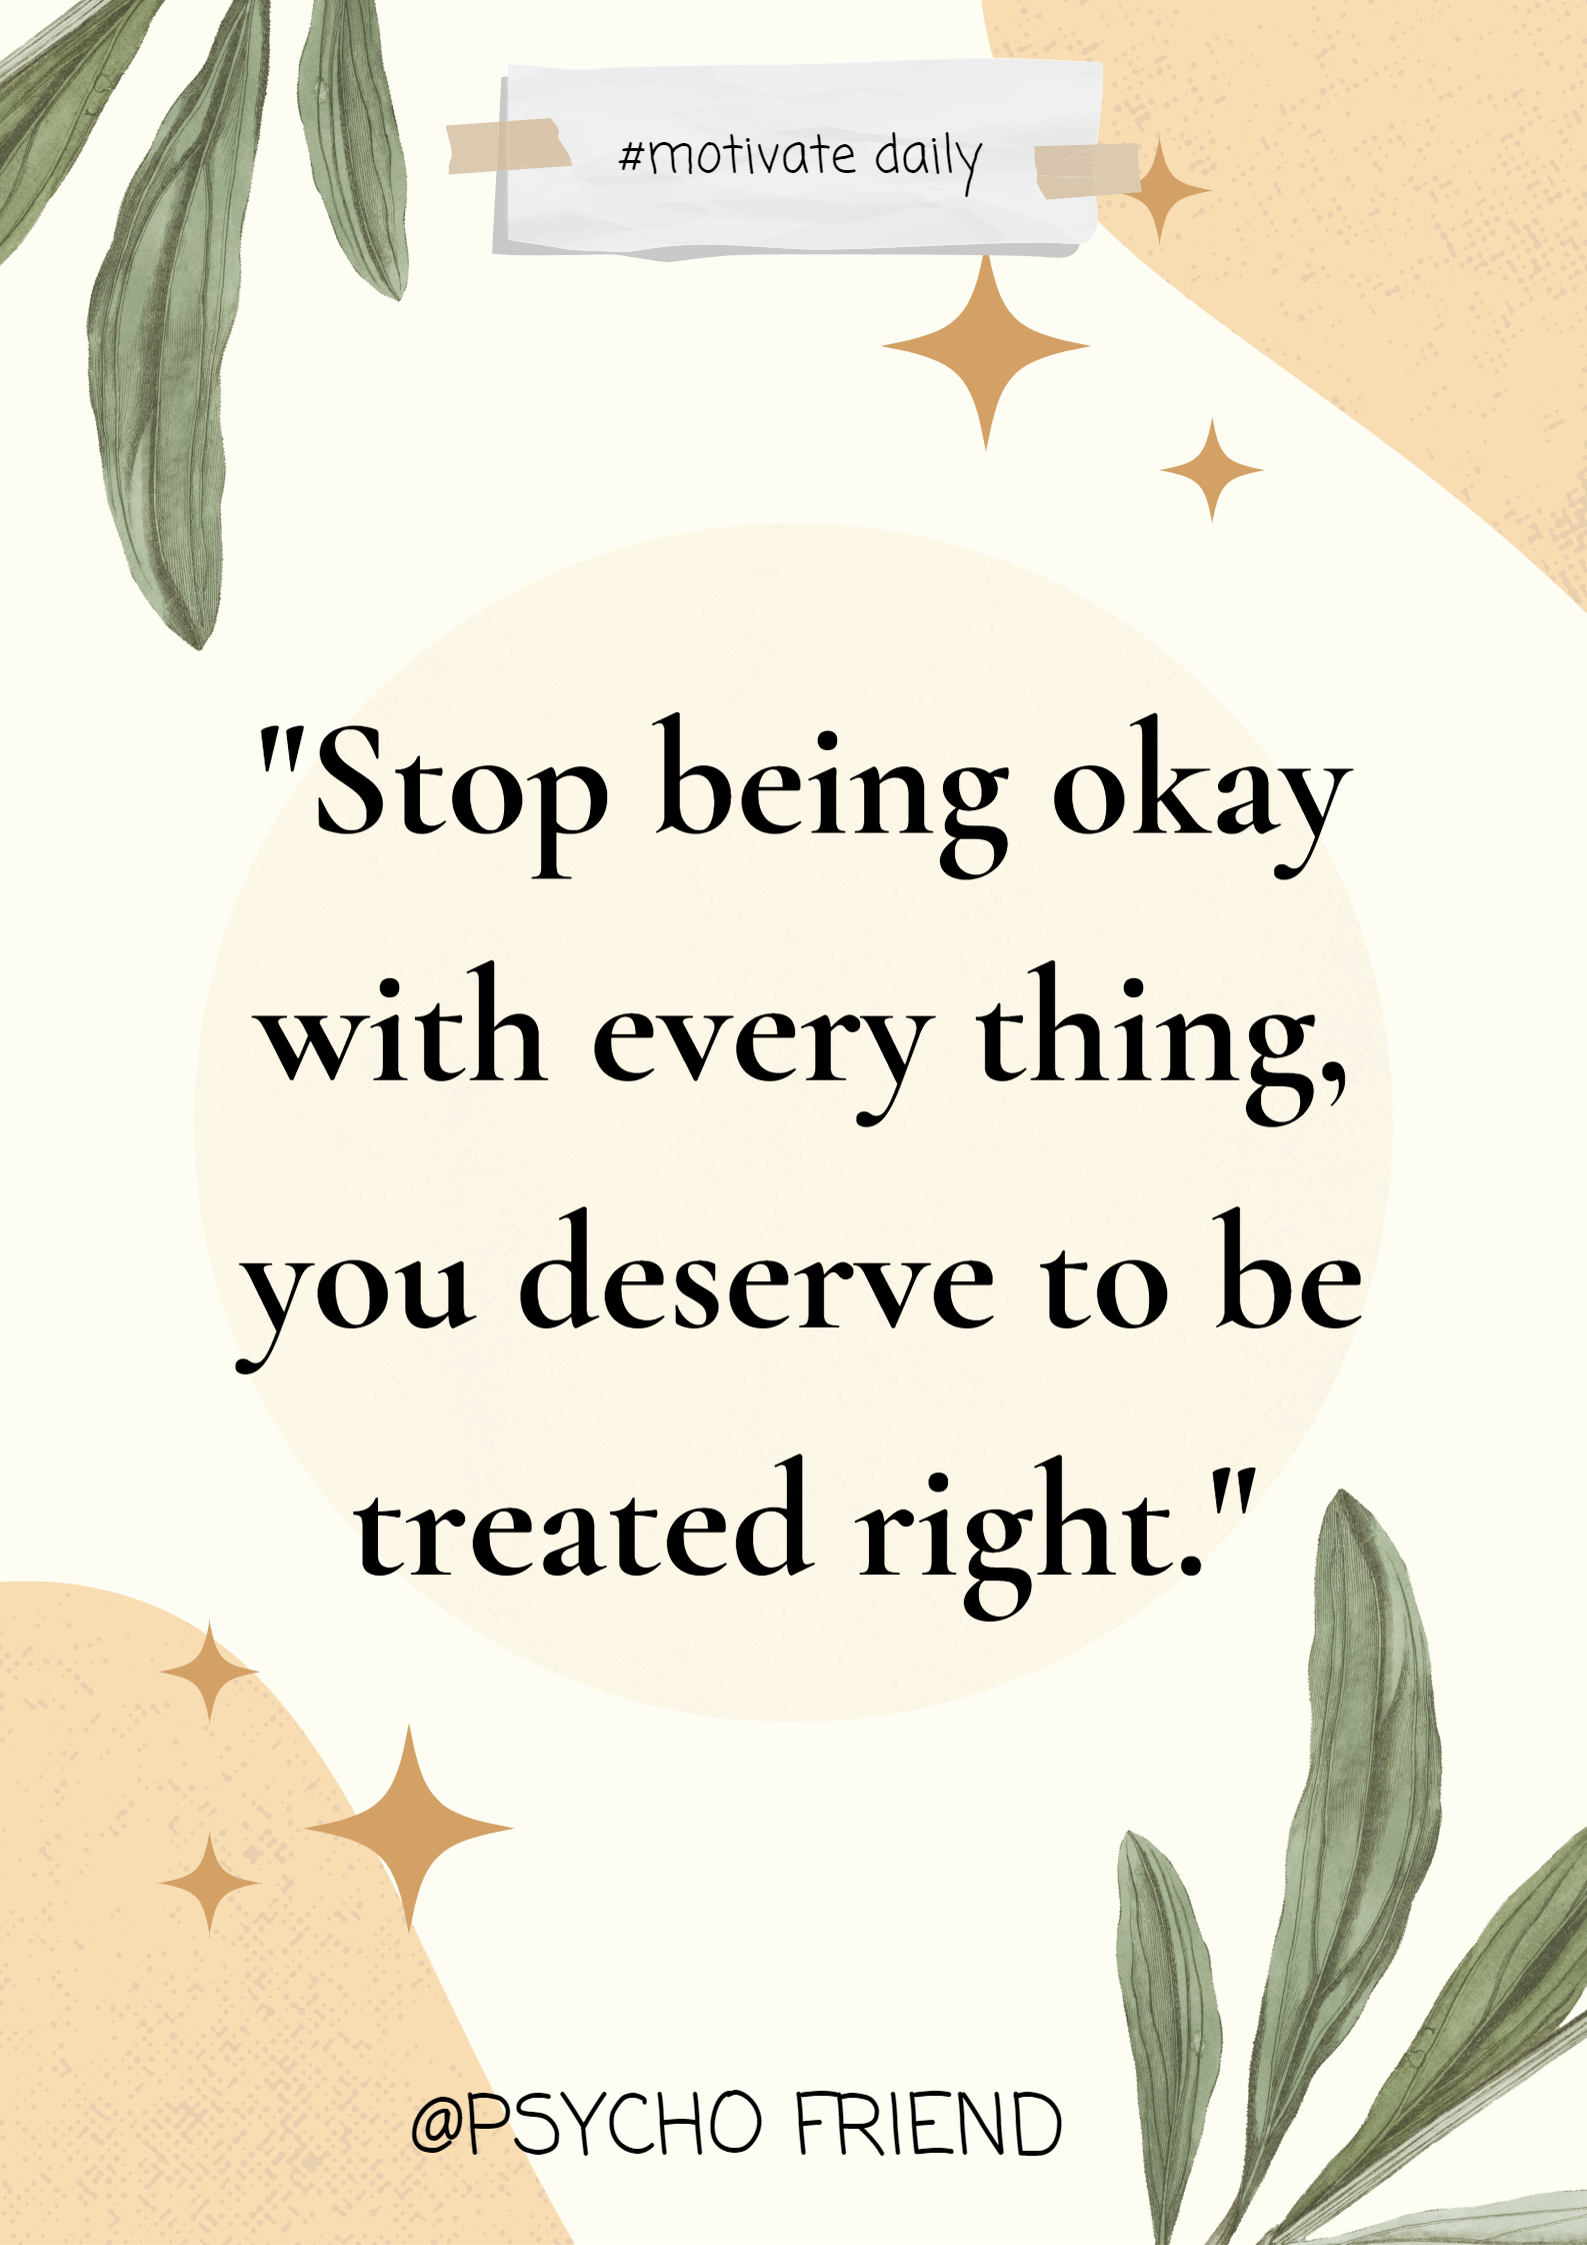 #motivate daily
"Stop being okay
with every thing,
you deserve to be
treated right."
@PSYCHO FRIEND